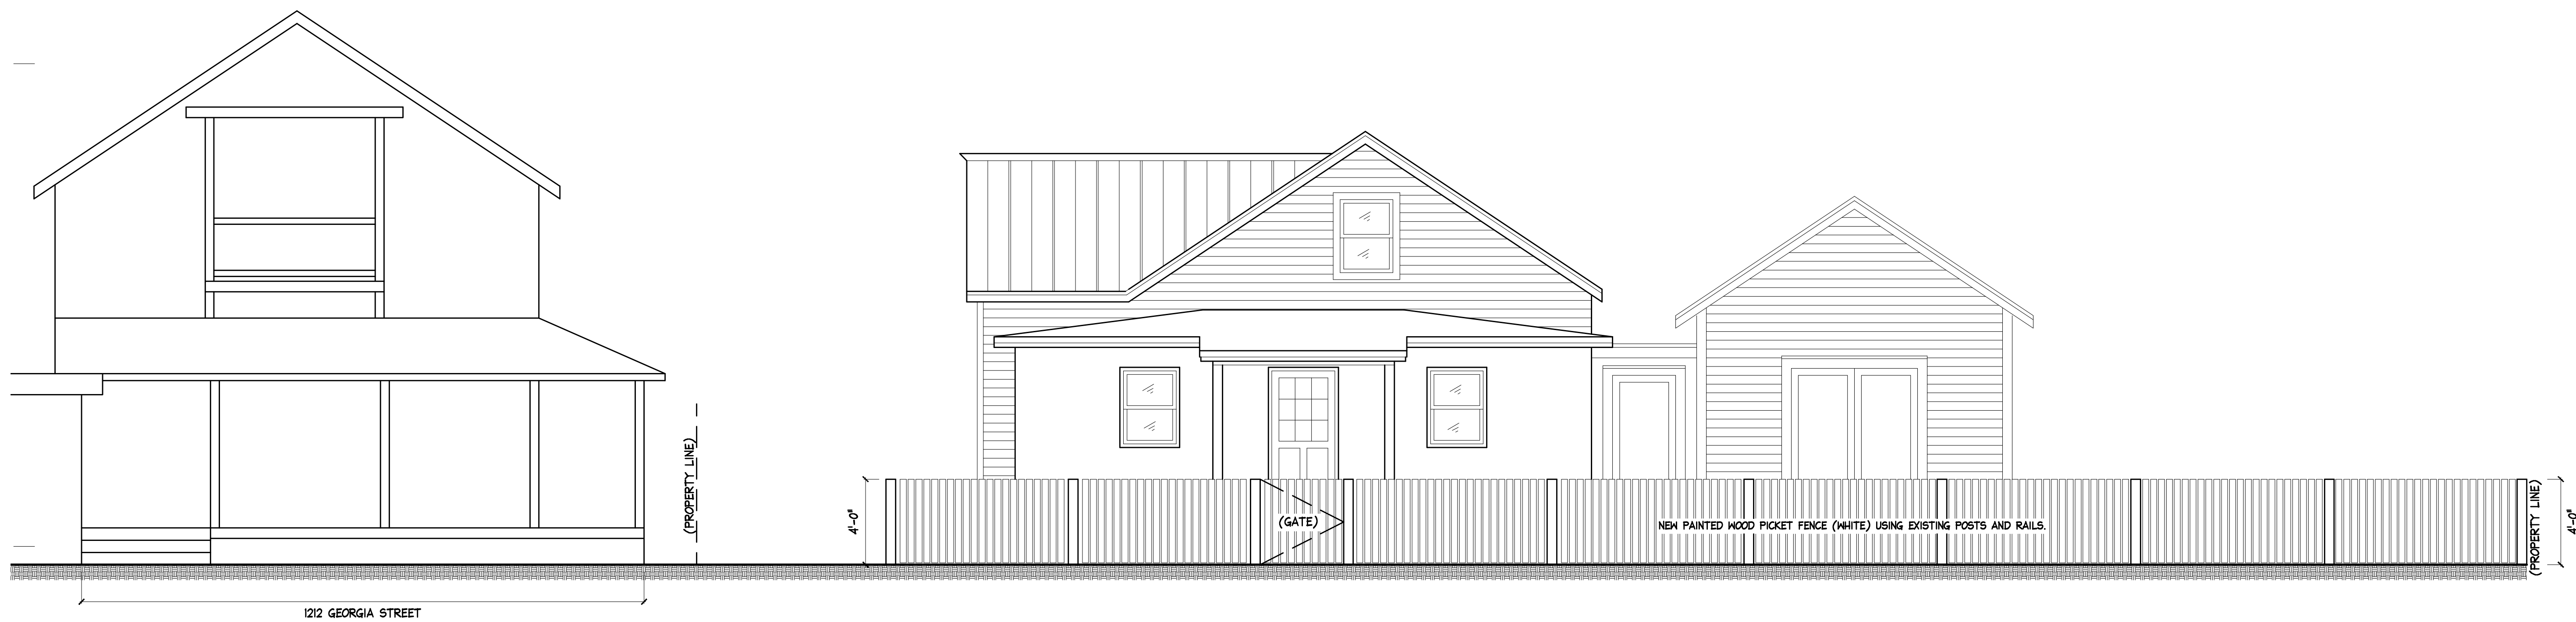 (PROPERTY LINE)
4'-0"
(GATE)
NEW PAINTED WOOD PICKET FENCE (WHITE) USING EXISTING POSTS AND RAILS.
(PROPERTY LINE)
4'-0"
1212 GEORGIA STREET